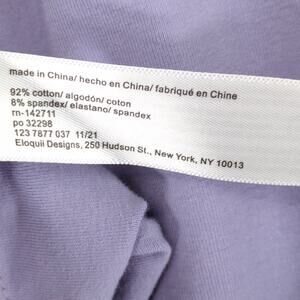 made in China/ hecho en China/ fabriqué en Chine
92% cotton/ algodón/ coton
8% spandex/ elastano/ spandex
rn-142711
po 32298
123 7877 037 11/21
Eloquii Designs, 250 Hudson St., New York, NY 10013